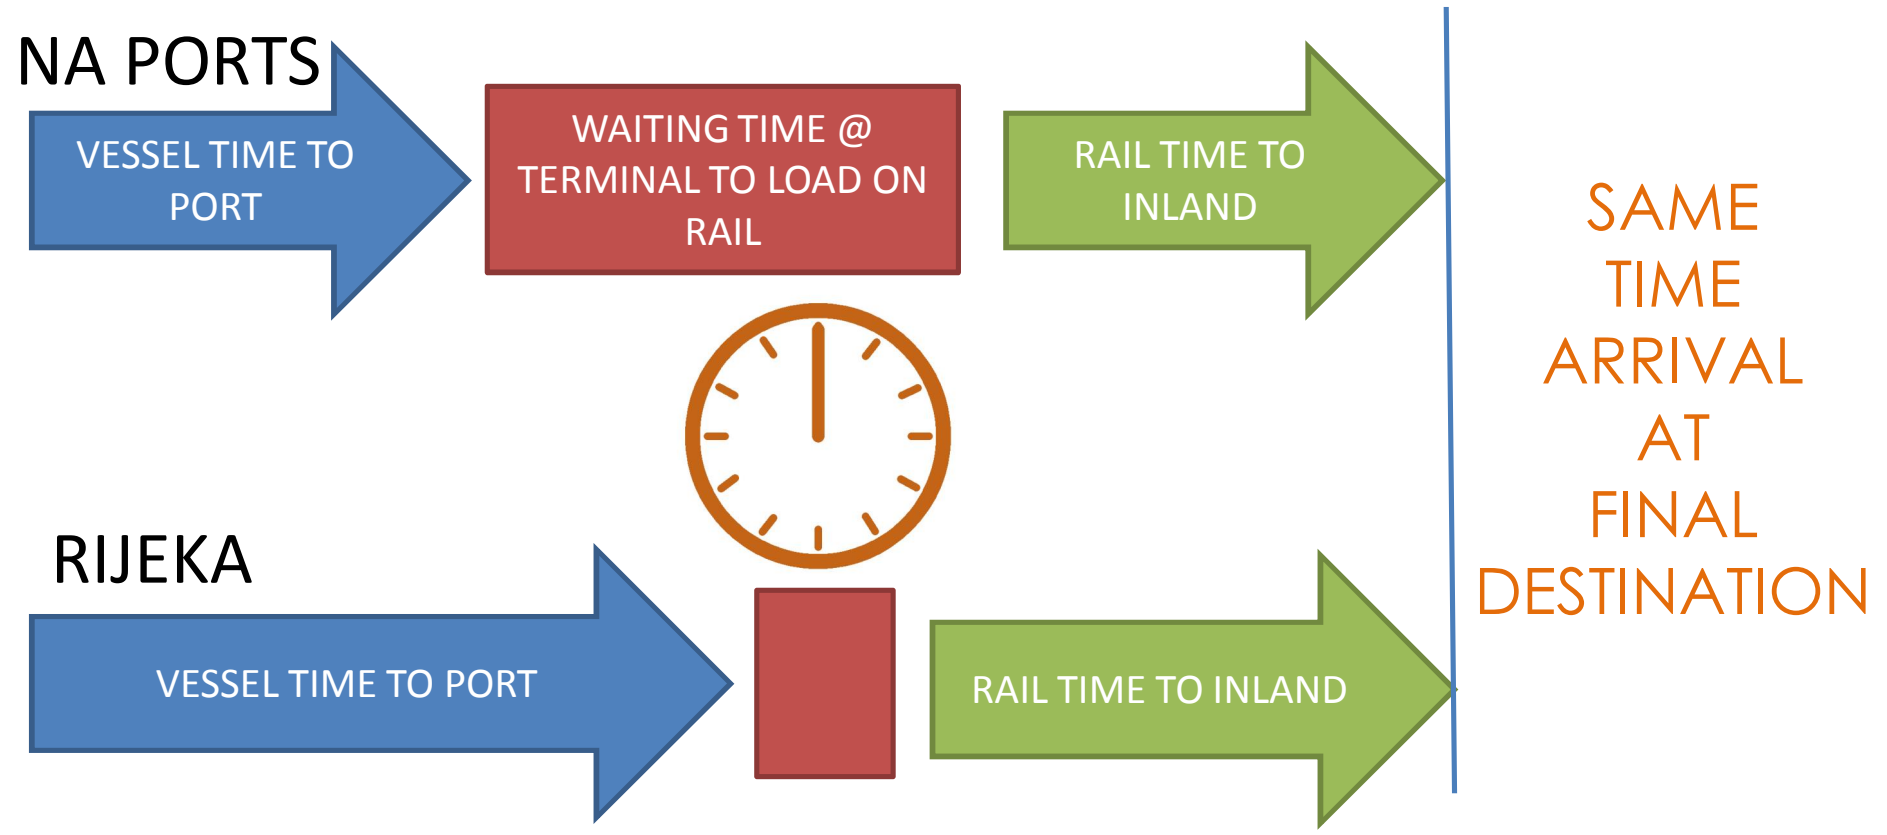 NA PORTS
VESSEL TIME TO
PORT
WAITING TIME @
TERMINAL TO LOAD ON
RAIL
RAIL TIME TO
INLAND
SAME
TIME
ARRIVAL
AT
FINAL
DESTINATION
RIJEKA
VESSEL TIME TO PORT
RAIL TIME TO INLAND